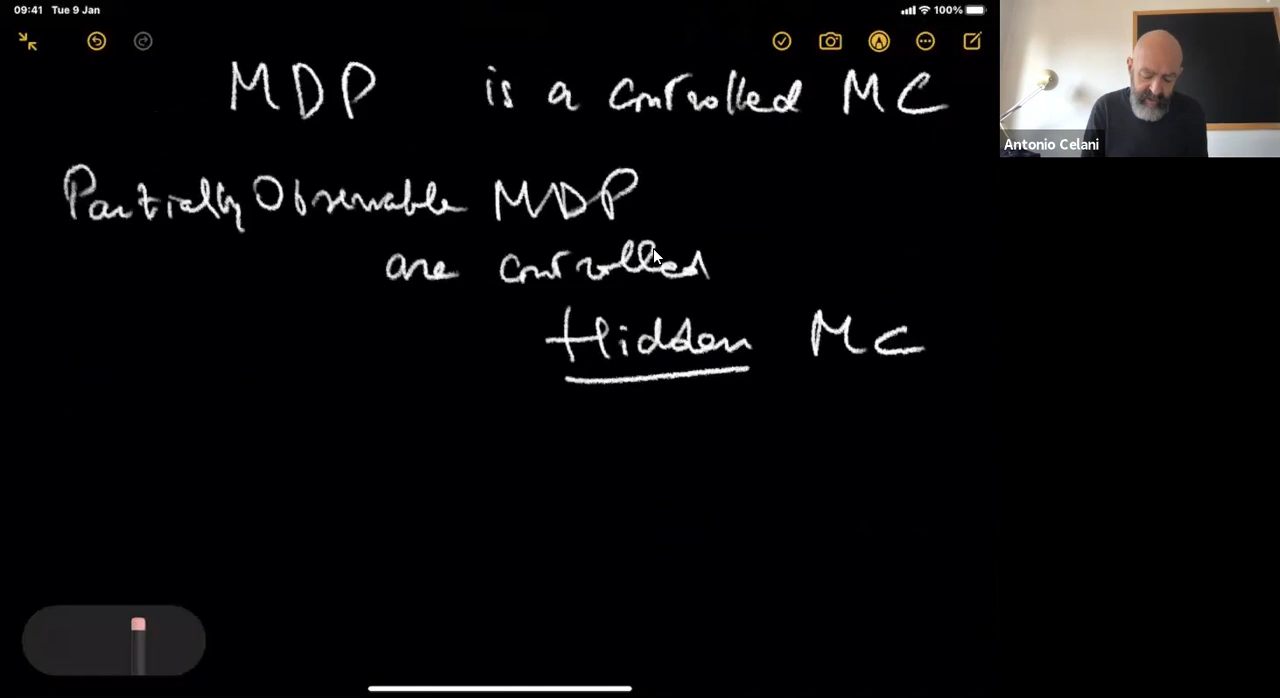 09:41 Tue 9 Jan
100%
MDP is a controlled MC
Antonio Celani
Partially Observable MDP
are controlled
Hidden MC